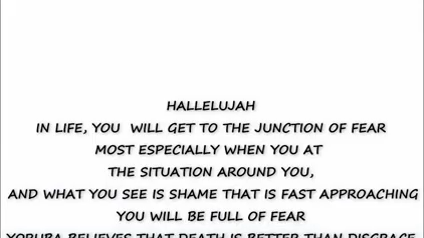 HALLELUJAH
IN LIFE, YOU WILL GET TO THE JUNCTION OF FEAR
MOST ESPECIALLY WHEN YOU AT
THE SITUATION AROUND YOU,
AND WHAT YOU SEE IS SHAME THAT IS FAST APPROACHING
YOU WILL BE FULL OF FEAR
YORUBA BELIEVES THAT DEATH IS BETTER THAN DISGRACE